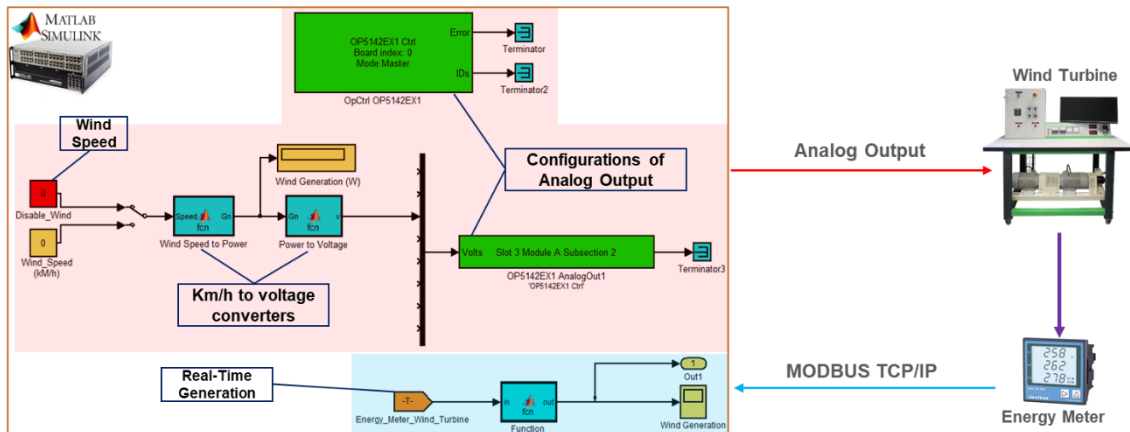 MATLAB
SIMULINK
OP5142EX1 Ctrl
Board index: 0
Mode:Master
Error
IDs
Terminator
Terminator2
OpCtrl OP5142EX1
Wind
Speed
Configurations of
Analog Output
0
Disable_Wind
0
Wind_Speed
(kM/h)
Speed
Gn
fcn
Wind Speed to Power
Wind Generation (W)
Gn
v
fcn
Power to Voltage
Km/h to voltage
converters
Volts
Slot 3 Module A Subsection 2
OP5142EX1 AnalogOut1
'OP5142EX1 Ctrl'
Terminator3
Real-Time
Generation
-T-
Energy_Meter_Wind_Turbine
in
out
fcn
Function
1
Out1
Wind Generation
Analog Output
Wind Turbine
MODBUS TCP/IP
258
262
278
Energy Meter